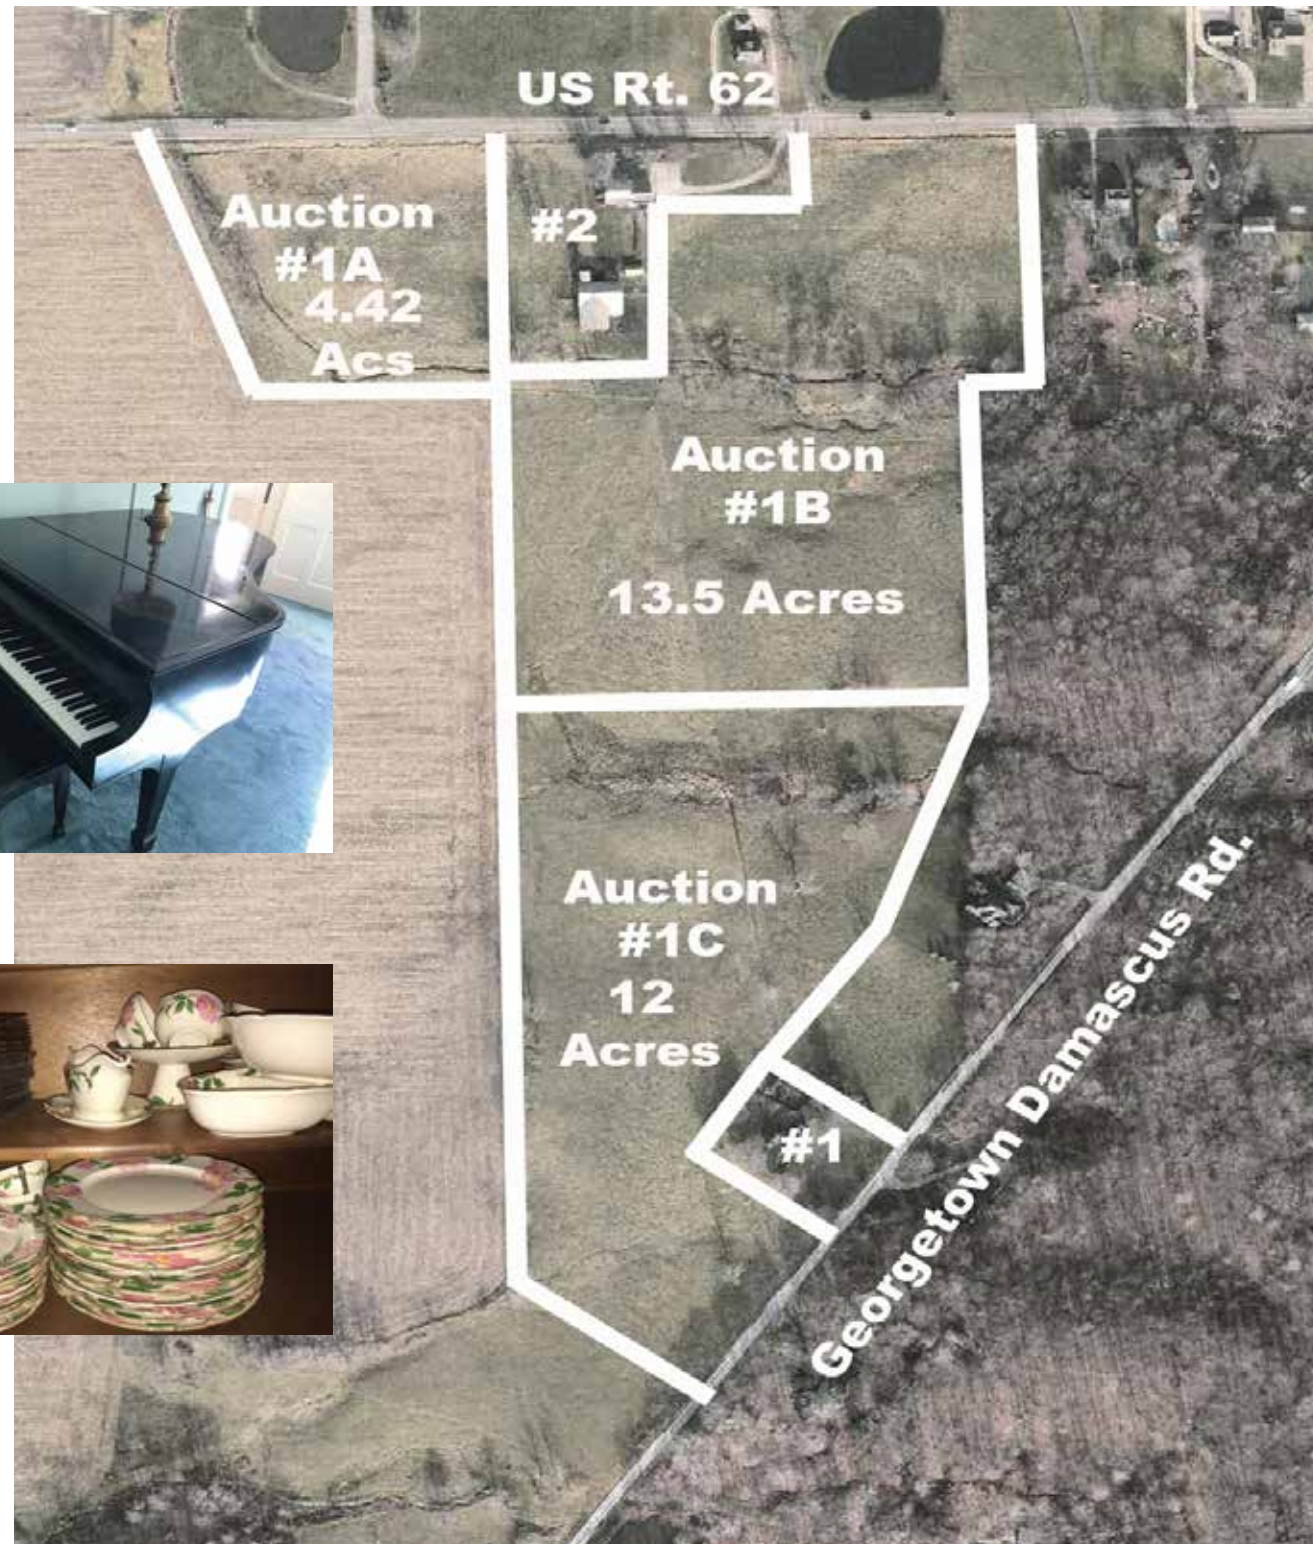 US Rt. 62
Auction
#1A
4.42
Acs
#2
Auction
#1B
13.5 Acres
Auction
#1C
12
Acres
#1
Georgetown Damascus Rd.